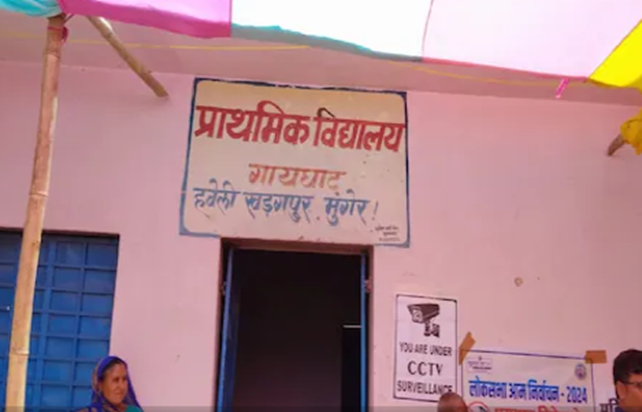 प्राथमिक विद्यालय
गायघाट
हवेली खड़गपुर, मुंगेर।
YOU ARE UNDER
CCTV
SURVEILLANCE
लोकसभा आम निर्वाचन - 2024